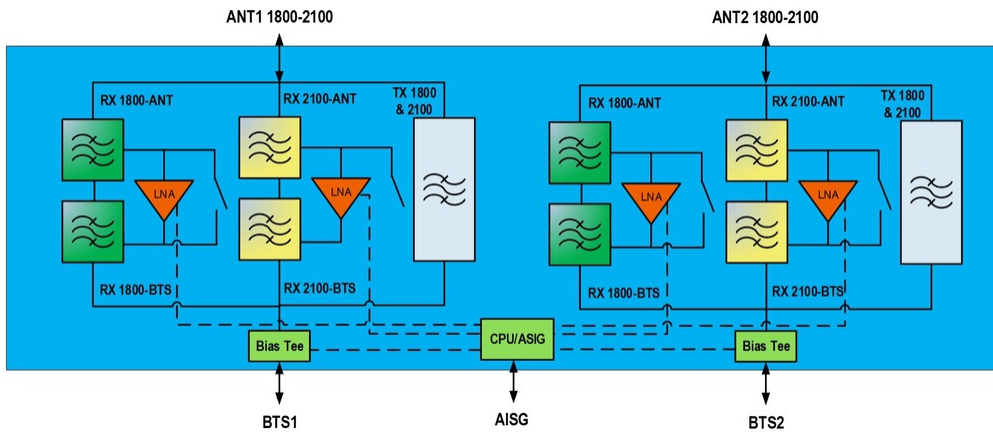 ANT1 1800-2100
ANT2 1800-2100
RX 1800-ANT
RX 2100-ANT
TX 1800
& 2100
RX 1800-ANT
RX 2100-ANT
TX 1800
& 2100
LNA
LNA
LNA
LNA
RX 1800-BTS
RX 2100-BTS
RX 1800-BTS
RX 2100-BTS
Bias Tee
CPU/ASIG
Bias Tee
BTS1
AISG
BTS2